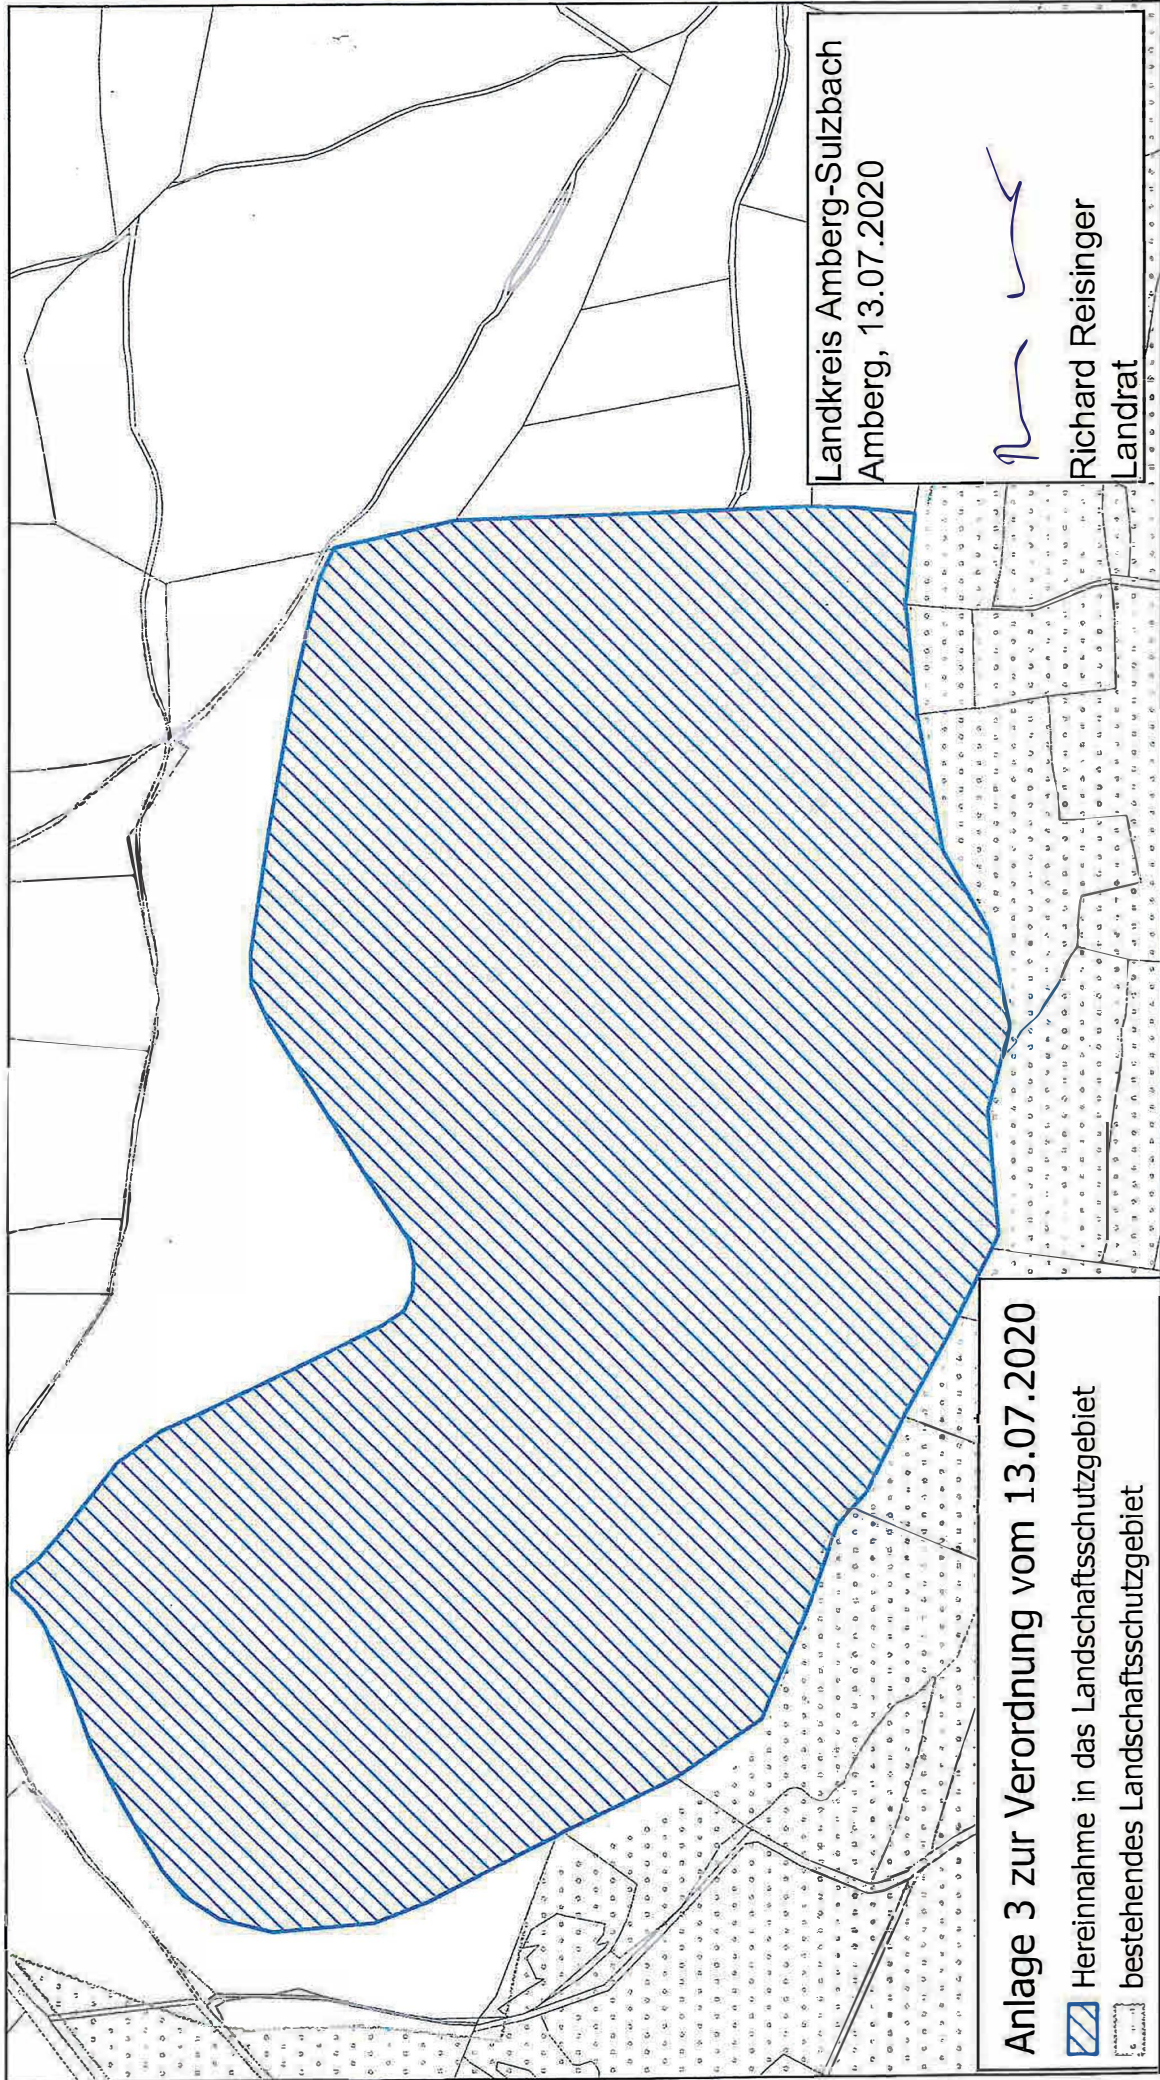 Landkreis Amberg-Sulzbach
Amberg, 13.07.2020
Richard Reisinger
Landrat
Anlage 3 zur Verordnung vom 13.07.2020
Hereinnahme in das Landschaftsschutzgebiet
bestehendes Landschaftsschutzgebiet